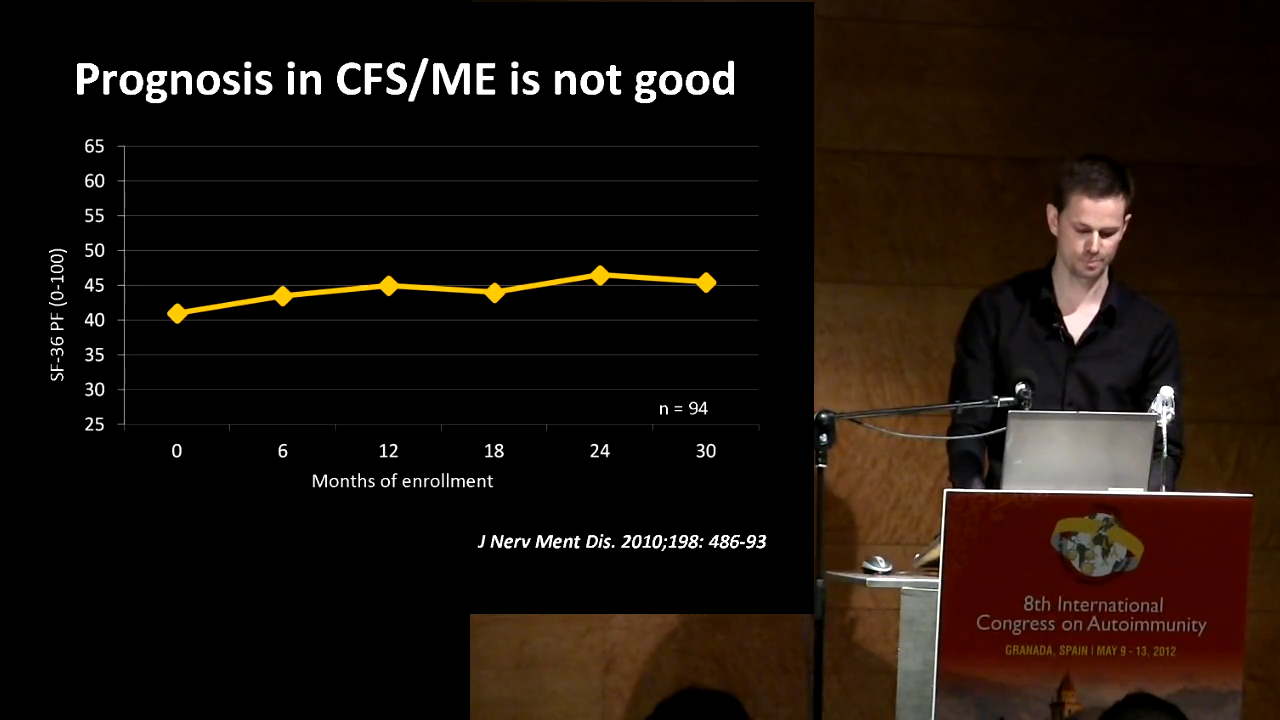 Prognosis in CFS/ME is not good
65
60
55
50
45
40
35
30
25
SF-36 PF (0-100)
n = 94
0 6 12 18 24 30
Months of enrollment
J Nerv Ment Dis. 2010;198: 486-93
8th International
Congress on Autoimmunity
GRANADA, SPAIN | MAY 9 - 13, 2012